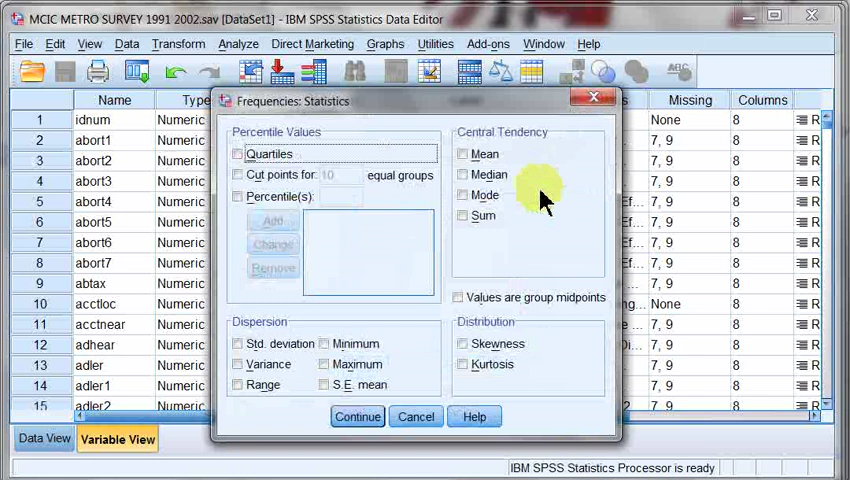 MCIC METRO SURVEY 1991 2002.sav [DataSet1] - IBM SPSS Statistics Data Editor
File Edit View Data Transform Analyze Direct Marketing Graphs Utilities Add-ons Window Help
Frequencies: Statistics
Name Type Missing Columns
1 idnum Numeric None 8 R
2 abort1 Numeric 7, 9 8 R
3 abort2 Numeric 7, 9 8 R
4 abort3 Numeric 7, 9 8 R
5 abort4 Numeric Ef... 7, 9 8 R
6 abort5 Numeric Ef... 7, 9 8 R
7 abort6 Numeric Ef... 7, 9 8 R
8 abort7 Numeric Ef... 7, 9 8 R
9 abtax Numeric 7, 9 8 R
10 acctloc Numeric ng... None 8 R
11 acctnear Numeric 7, 9 8 R
12 adhear Numeric Di... 7, 9 8 R
13 adler Numeric 7, 9 8 R
14 adler1 Numeric 7, 9 8 R
15 adler2 Numeric 7, 9 8 R
Percentile Values
Quartiles
Cut points for: 10 equal groups
Percentile(s):
Add
Change
Remove
Central Tendency
Mean
Median
Mode
Sum
Values are group midpoints
Dispersion
Std. deviation Minimum
Variance Maximum
Range S.E. mean
Distribution
Skewness
Kurtosis
Continue Cancel Help
Data View Variable View
IBM SPSS Statistics Processor is ready